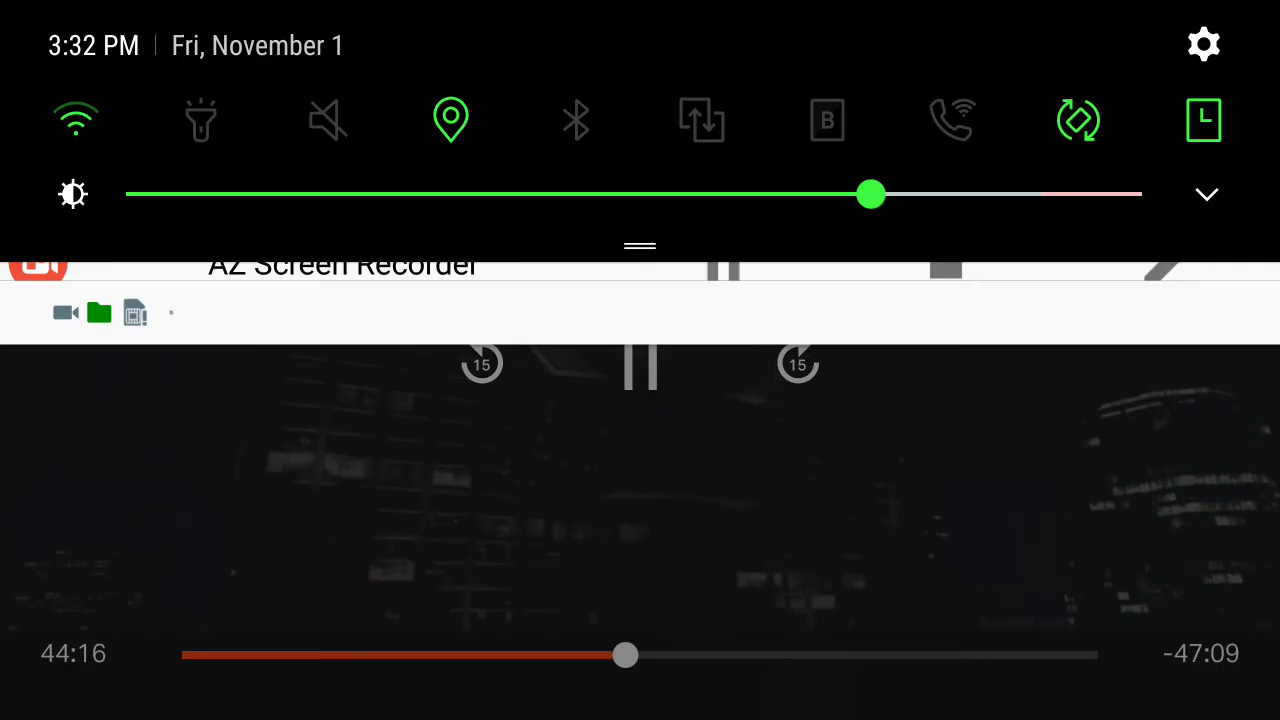 3:32 PM Fri, November 1
B
AZ Screen Recorder
15 15
44:16 -47:09